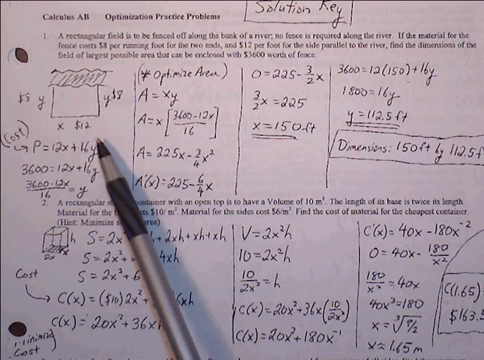 Solution Key
Calculus AB Optimization Practice Problems
1. A rectangular field is to be fenced off along the bank of a river; no fence is required along the river. If the material for the
fence costs $8 per running foot for the two ends, and $12 per foot for the side parallel to the river, find the dimensions of the
field of largest possible area that can be enclosed with $3600 worth of fence.
$8 y y $8
x $12
(Cost)
→ P = 12x + 16y
3600 = 12x + 16y
3600-12x/16 = y
(* Optimize Area)
A = xy
A = x [3600-12x/16]
A = 225x - 3/4 x²
A'(x) = 225 - 6/4 x
0 = 225 - 3/2 x
3/2 x = 225
x = 150 ft
3600 = 12(150) + 16y
1800 = 16y
y = 112.5 ft
Dimensions: 150 ft by 112.5 f
2. A rectangular container with an open top is to have a Volume of 10 m³. The length of its base is twice its
Material for the $10/m². Material for the sides cost $6/m². Find the cost of material for the cheapest container.
(Hint: Minimize
h
2x x
S = 2x h + 2xh + xh + xh
S = 2x² + 4xh
S = 2x² + 6
Cost
→ C(x) = ($10)2x² + 6xh
C(x) = 20x² + 36xh
minimize
Cost
V = 2x²h
10 = 2x²h
10/2x² = h
C(x) = 20x² + 36x(10/2x²)
C(x) = 20x² + 180x⁻¹
C'(x) = 40x - 180x⁻²
0 = 40x - 180/x²
180/x² = 40x
40x³ = 180
x = ³√9/2
x ≈ 1.65 m
C(1.65)
$163.5